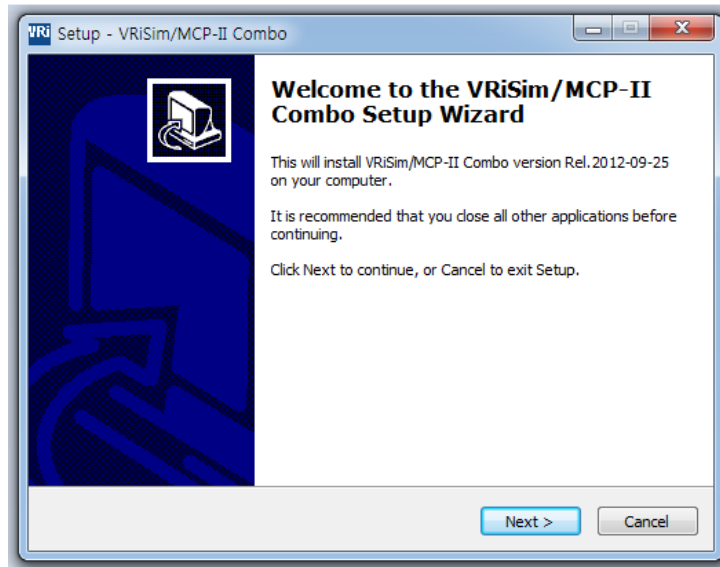 VRi Setup - VRiSim/MCP-II Combo
Welcome to the VRiSim/MCP-II
Combo Setup Wizard
This will install VRiSim/MCP-II Combo version Rel.2012-09-25
on your computer.
It is recommended that you close all other applications before
continuing.
Click Next to continue, or Cancel to exit Setup.
Next >
Cancel